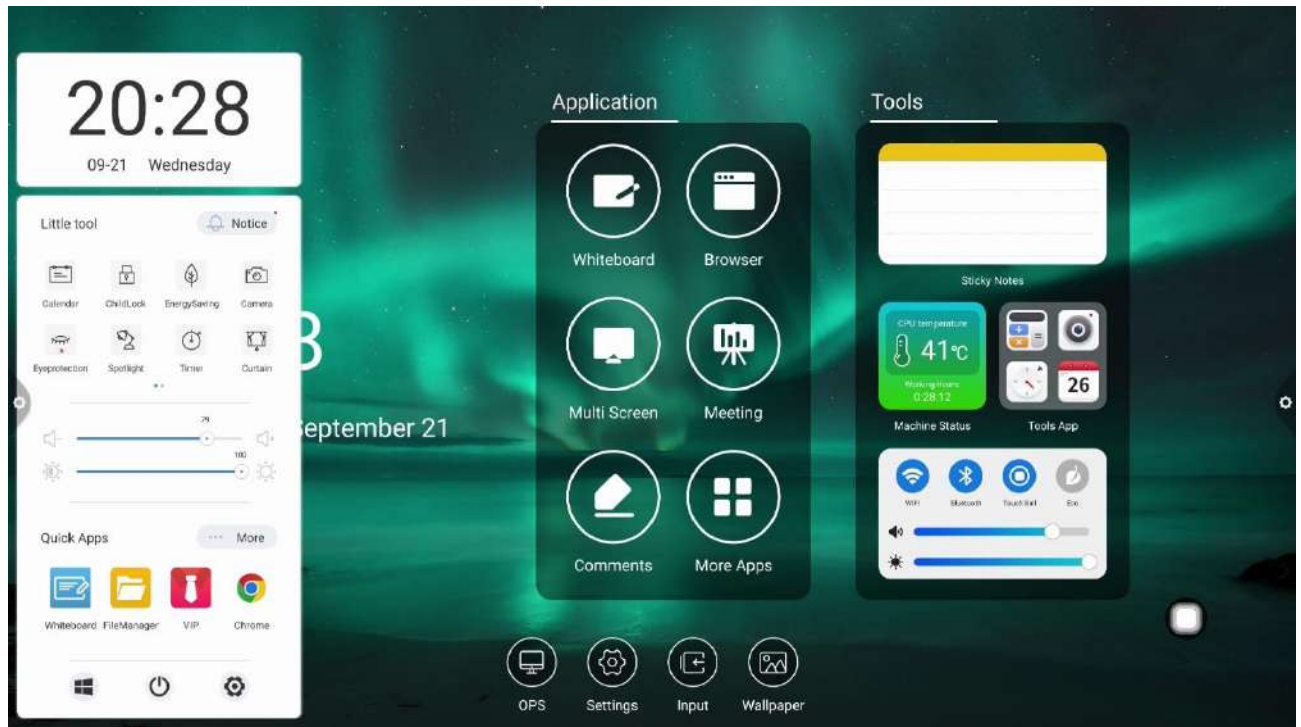 20:28
09-21 Wednesday
Little tool
Notice
Calendar ChildLock EnergySaving Camera
Eyeprotection Spotlight Timer Curtain
79
100
Quick Apps
More
Whiteboard FileManager VIP Chrome
8
September 21
Application
Whiteboard Browser
Multi Screen Meeting
Comments More Apps
Tools
Sticky Notes
CPU temperature
41°C
Working Hours
0:28:12
26
Machine Status Tools App
WIFI Bluetooth Touch Ball Eco
OPS Settings Input Wallpaper